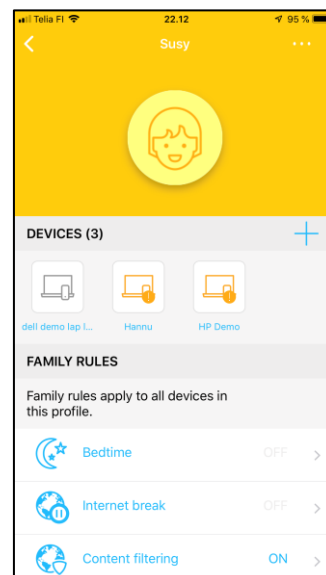 Telia FI 22.12 95 %
Susy
DEVICES (3)
dell demo lap l... Hannu HP Demo
FAMILY RULES
Family rules apply to all devices in
this profile.
Bedtime OFF
Internet break OFF
Content filtering ON